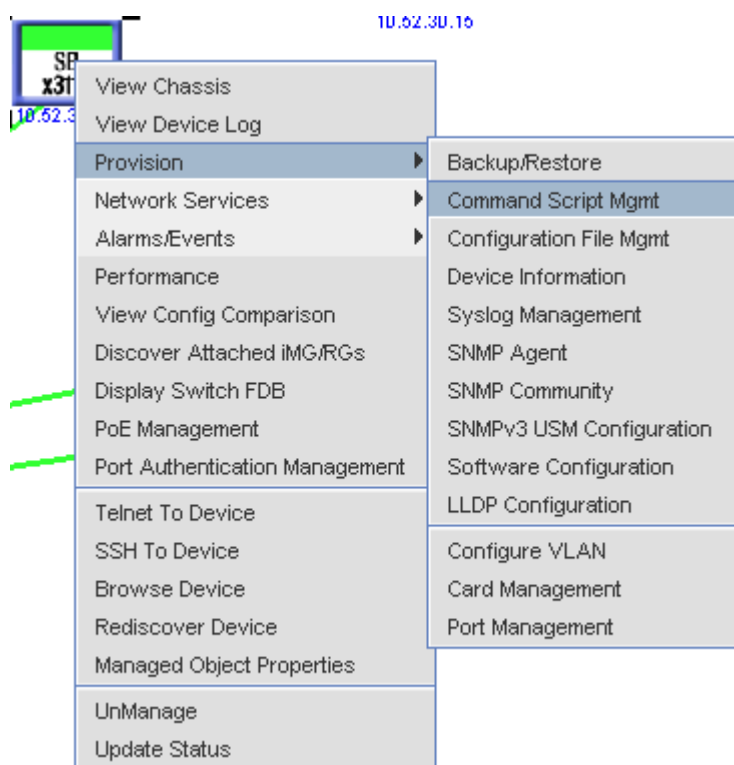 10.52.30.15
View Chassis
View Device Log
Provision
Network Services
Alarms/Events
Performance
View Config Comparison
Discover Attached iMG/RGs
Display Switch FDB
PoE Management
Port Authentication Management
Telnet To Device
SSH To Device
Browse Device
Rediscover Device
Managed Object Properties
UnManage
Update Status
Backup/Restore
Command Script Mgmt
Configuration File Mgmt
Device Information
Syslog Management
SNMP Agent
SNMP Community
SNMPv3 USM Configuration
Software Configuration
LLDP Configuration
Configure VLAN
Card Management
Port Management